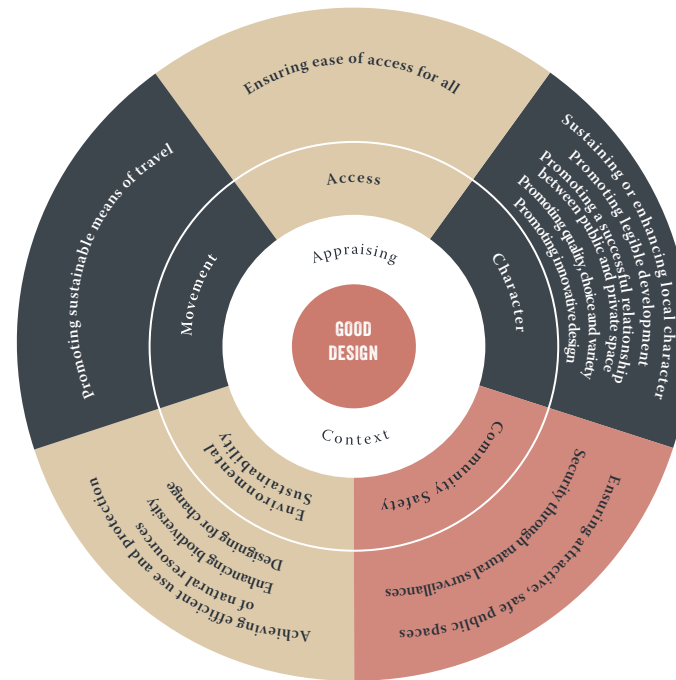 Ensuring ease of access for all
Access
Sustaining or enhancing local character
Promoting legible development
Promoting a successful relationship
between public and private space
Promoting quality, choice and variety
Promoting innovative design
Character
Ensuring attractive, safe public spaces
Security through natural surveillances
Community Safety
Environmental
Sustainability
Designing for change
Enhancing biodiversity
Achieving efficient use and protection
of natural resources
Movement
Promoting sustainable means of travel
Appraising
Context
GOOD
DESIGN